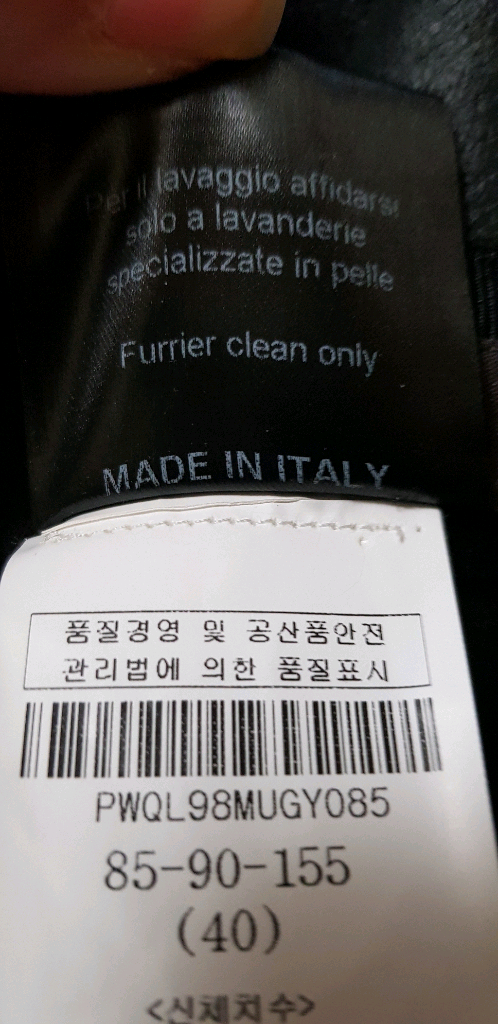 Per il lavaggio affidarsi
solo a lavanderie
specializzate in pelle
Furrier clean only
MADE IN ITALY
품질경영 및 공산품안전
관리법에 의한 품질표시
PWQL98MUGY085
85-90-155
(40)
<신체치수>